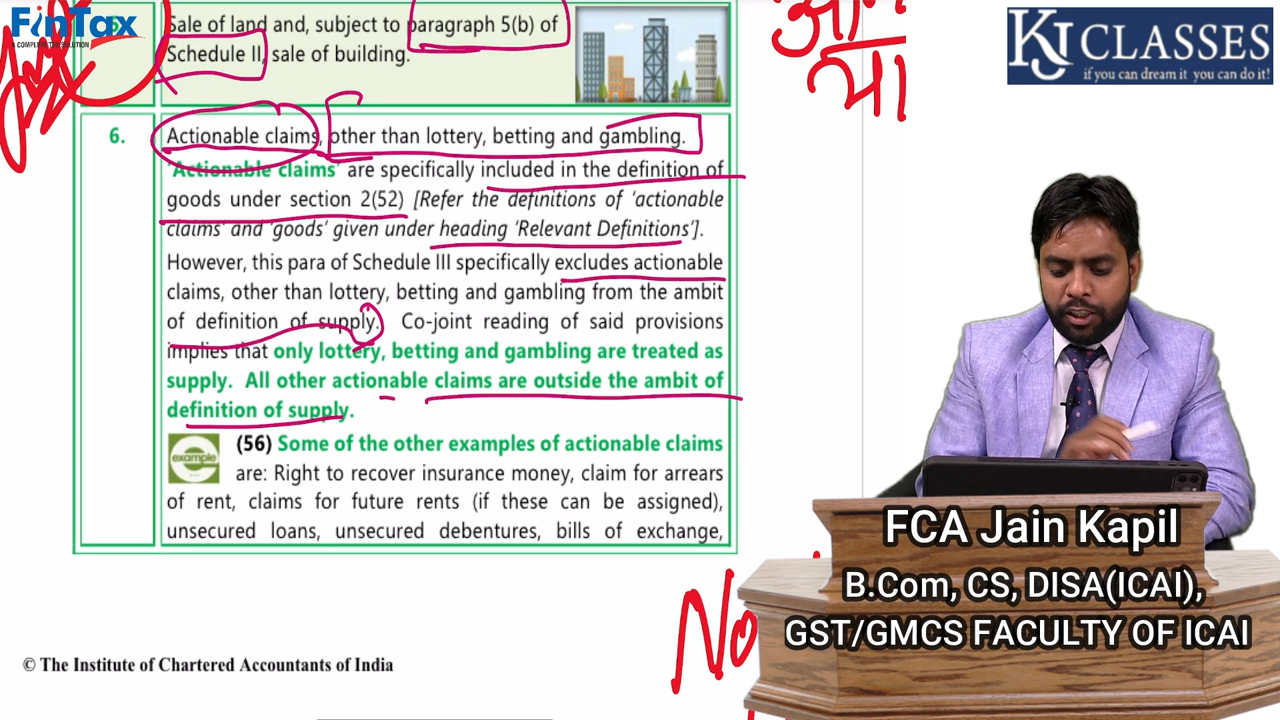 FinTax
A COMPLETE TAX SOLUTION
Sale of land and, subject to paragraph 5(b) of
Schedule II, sale of building.
KJ CLASSES
if you can dream it you can do it!
6.
Actionable claims, other than lottery, betting and gambling.
'Actionable claims' are specifically included in the definition of
goods under section 2(52) [Refer the definitions of 'actionable
claims' and 'goods' given under heading 'Relevant Definitions'].
However, this para of Schedule III specifically excludes actionable
claims, other than lottery, betting and gambling from the ambit
of definition of supply. Co-joint reading of said provisions
implies that only lottery, betting and gambling are treated as
supply. All other actionable claims are outside the ambit of
definition of supply.
example
(56) Some of the other examples of actionable claims
are: Right to recover insurance money, claim for arrears
of rent, claims for future rents (if these can be assigned),
unsecured loans, unsecured debentures, bills of exchange,
No
© The Institute of Chartered Accountants of India
FCA Jain Kapil
B.Com, CS, DISA(ICAI),
GST/GMCS FACULTY OF ICAI